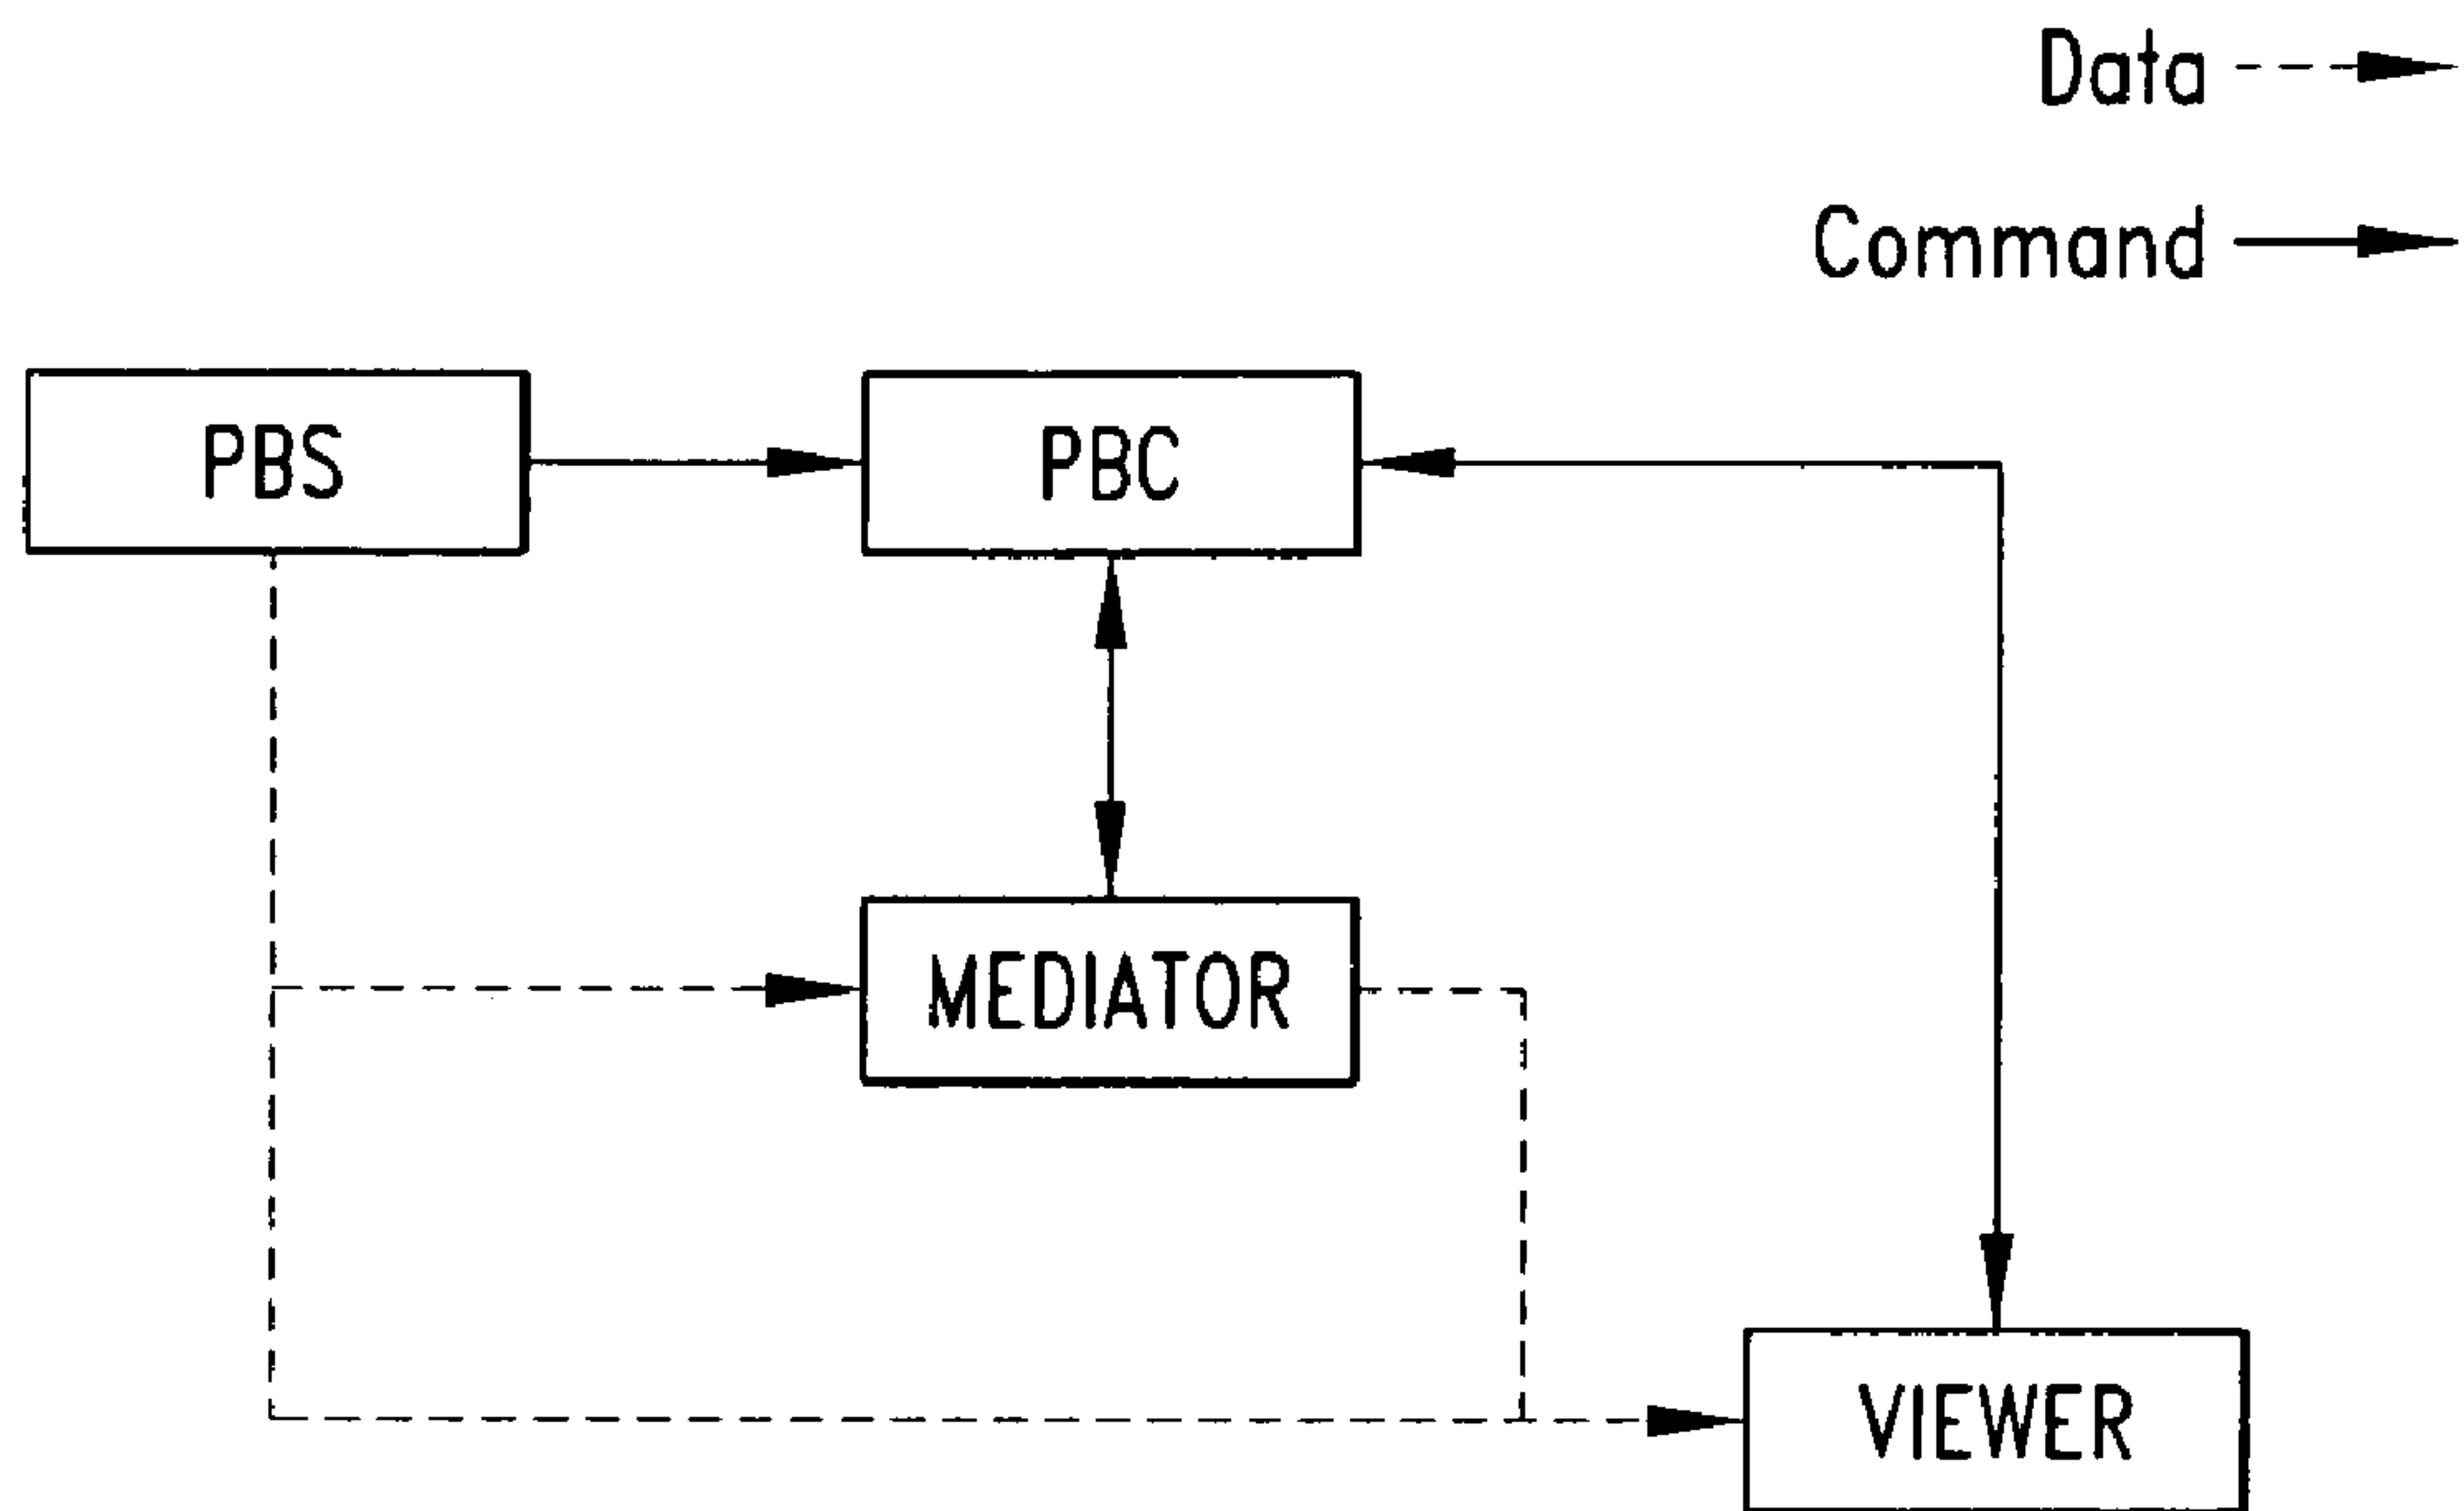 Data
Command
PBS
PBC
MEDIATOR
VIEWER